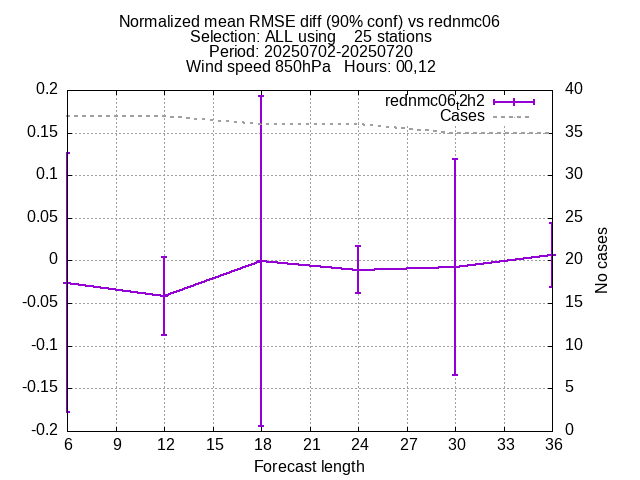 Normalized mean RMSE diff (90% conf) vs rednmc06
Selection: ALL using    25 stations
Period: 20250702-20250720
Wind speed 850hPa   Hours: 00,12
rednmc06t2h2
Cases
0.2
0.15
0.1
0.05
0
-0.05
-0.1
-0.15
-0.2
40
35
30
25
20
15
10
5
0
No cases
6 9 12 15 18 21 24 27 30 33 36
Forecast length